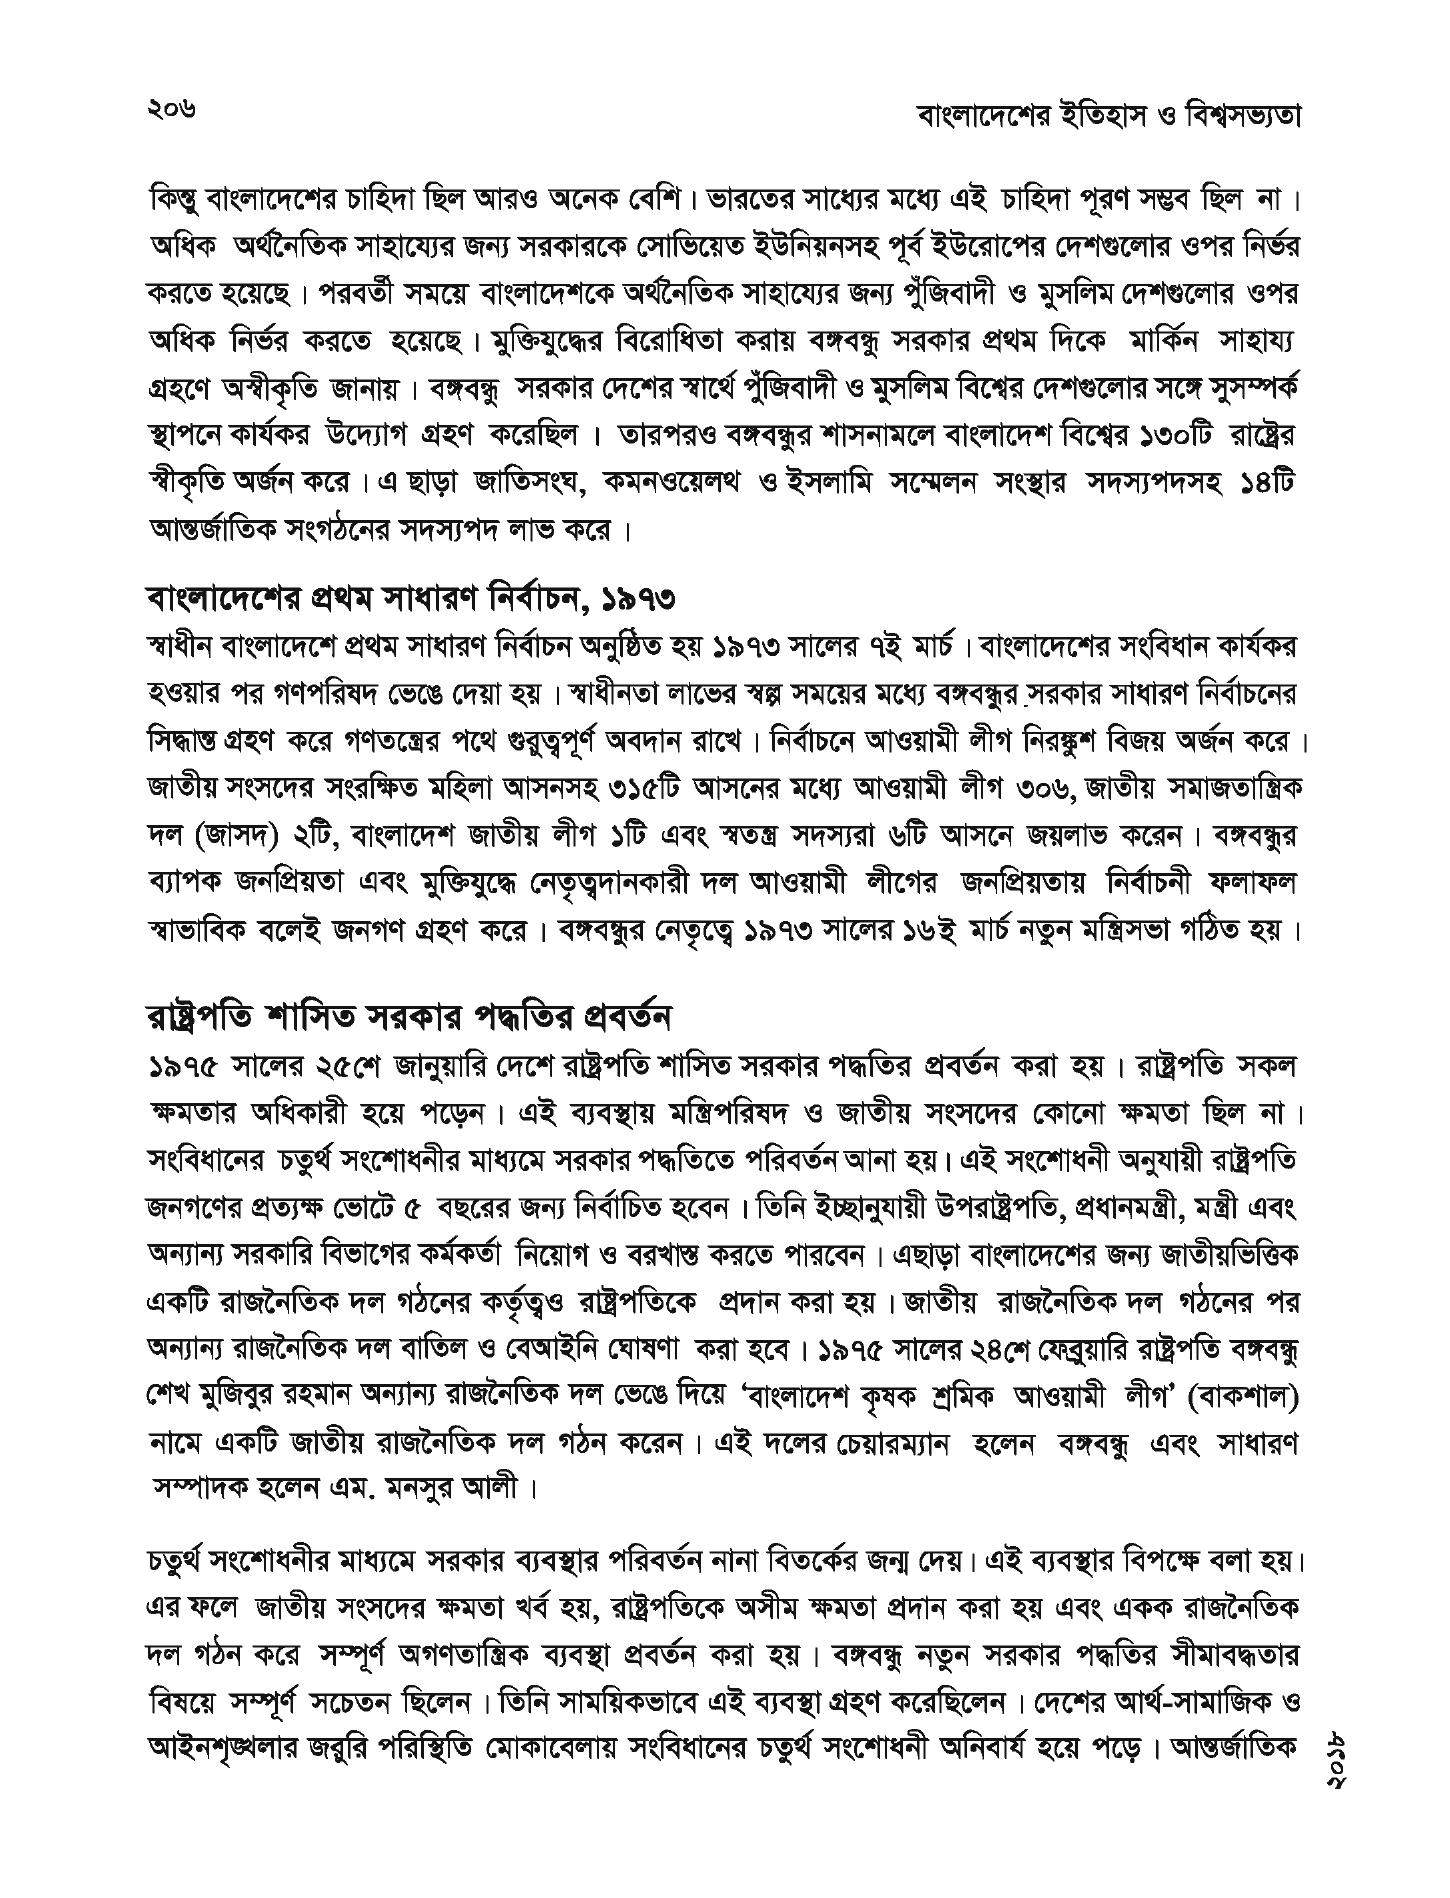 ২০৬
বাংলাদেশের ইতিহাস ও বিশ্বসভ্যতা
কিন্তু বাংলাদেশের চাহিদা ছিল আরও অনেক বেশি। ভারতের সাধ্যের মধ্যে এই চাহিদা পূরণ সম্ভব ছিল না।
অধিক অর্থনৈতিক সাহায্যের জন্য সরকারকে সোভিয়েত ইউনিয়নসহ পূর্ব ইউরোপের দেশগুলোর ওপর নির্ভর
করতে হয়েছে। পরবর্তী সময়ে বাংলাদেশকে অর্থনৈতিক সাহায্যের জন্য পুঁজিবাদী ও মুসলিম দেশগুলোর ওপর
অধিক নির্ভর করতে হয়েছে। মুক্তিযুদ্ধের বিরোধিতা করায় বঙ্গবন্ধু সরকার প্রথম দিকে মার্কিন সাহায্য
গ্রহণে অস্বীকৃতি জানায়। বঙ্গবন্ধু সরকার দেশের স্বার্থে পুঁজিবাদী ও মুসলিম বিশ্বের দেশগুলোর সঙ্গে সুসম্পর্ক
স্থাপনে কার্যকর উদ্যোগ গ্রহণ করেছিল। তারপরও বঙ্গবন্ধুর শাসনামলে বাংলাদেশ বিশ্বের ১৩০টি রাষ্ট্রের
স্বীকৃতি অর্জন করে। এ ছাড়া জাতিসংঘ, কমনওয়েলথ ও ইসলামি সম্মেলন সংস্থার সদস্যপদসহ ১৪টি
আন্তর্জাতিক সংগঠনের সদস্যপদ লাভ করে।
বাংলাদেশের প্রথম সাধারণ নির্বাচন, ১৯৭৩
স্বাধীন বাংলাদেশে প্রথম সাধারণ নির্বাচন অনুষ্ঠিত হয় ১৯৭৩ সালের ৭ই মার্চ। বাংলাদেশের সংবিধান কার্যকর
হওয়ার পর গণপরিষদ ভেঙে দেয়া হয়। স্বাধীনতা লাভের স্বল্প সময়ের মধ্যে বঙ্গবন্ধুর সরকার সাধারণ নির্বাচনের
সিদ্ধান্ত গ্রহণ করে গণতন্ত্রের পথে গুরুত্বপূর্ণ অবদান রাখে। নির্বাচনে আওয়ামী লীগ নিরঙ্কুশ বিজয় অর্জন করে।
জাতীয় সংসদের সংরক্ষিত মহিলা আসনসহ ৩১৫টি আসনের মধ্যে আওয়ামী লীগ ৩০৬, জাতীয় সমাজতান্ত্রিক
দল (জাসদ) ২টি, বাংলাদেশ জাতীয় লীগ ১টি এবং স্বতন্ত্র সদস্যরা ৬টি আসনে জয়লাভ করেন। বঙ্গবন্ধুর
ব্যাপক জনপ্রিয়তা এবং মুক্তিযুদ্ধে নেতৃত্বদানকারী দল আওয়ামী লীগের জনপ্রিয়তায় নির্বাচনী ফলাফল
স্বাভাবিক বলেই জনগণ গ্রহণ করে। বঙ্গবন্ধুর নেতৃত্বে ১৯৭৩ সালের ১৬ই মার্চ নতুন মন্ত্রিসভা গঠিত হয়।
রাষ্ট্রপতি শাসিত সরকার পদ্ধতির প্রবর্তন
১৯৭৫ সালের ২৫শে জানুয়ারি দেশে রাষ্ট্রপতি শাসিত সরকার পদ্ধতির প্রবর্তন করা হয়। রাষ্ট্রপতি সকল
ক্ষমতার অধিকারী হয়ে পড়েন। এই ব্যবস্থায় মন্ত্রিপরিষদ ও জাতীয় সংসদের কোনো ক্ষমতা ছিল না।
সংবিধানের চতুর্থ সংশোধনীর মাধ্যমে সরকার পদ্ধতিতে পরিবর্তন আনা হয়। এই সংশোধনী অনুযায়ী রাষ্ট্রপতি
জনগণের প্রত্যক্ষ ভোটে ৫ বছরের জন্য নির্বাচিত হবেন। তিনি ইচ্ছানুযায়ী উপরাষ্ট্রপতি, প্রধানমন্ত্রী, মন্ত্রী এবং
অন্যান্য সরকারি বিভাগের কর্মকর্তা নিয়োগ ও বরখাস্ত করতে পারবেন। এছাড়া বাংলাদেশের জন্য জাতীয়ভিত্তিক
একটি রাজনৈতিক দল গঠনের কর্তৃত্বও রাষ্ট্রপতিকে প্রদান করা হয়। জাতীয় রাজনৈতিক দল গঠনের পর
অন্যান্য রাজনৈতিক দল বাতিল ও বেআইনি ঘোষণা করা হবে। ১৯৭৫ সালের ২৪শে ফেব্রুয়ারি রাষ্ট্রপতি বঙ্গবন্ধু
শেখ মুজিবুর রহমান অন্যান্য রাজনৈতিক দল ভেঙে দিয়ে ‘বাংলাদেশ কৃষক শ্রমিক আওয়ামী লীগ’ (বাকশাল)
নামে একটি জাতীয় রাজনৈতিক দল গঠন করেন। এই দলের চেয়ারম্যান হলেন বঙ্গবন্ধু এবং সাধারণ
সম্পাদক হলেন এম. মনসুর আলী।
চতুর্থ সংশোধনীর মাধ্যমে সরকার ব্যবস্থার পরিবর্তন নানা বিতর্কের জন্ম দেয়। এই ব্যবস্থার বিপক্ষে বলা হয়।
এর ফলে জাতীয় সংসদের ক্ষমতা খর্ব হয়, রাষ্ট্রপতিকে অসীম ক্ষমতা প্রদান করা হয় এবং একক রাজনৈতিক
দল গঠন করে সম্পূর্ণ অগণতান্ত্রিক ব্যবস্থা প্রবর্তন করা হয়। বঙ্গবন্ধু নতুন সরকার পদ্ধতির সীমাবদ্ধতার
বিষয়ে সম্পূর্ণ সচেতন ছিলেন। তিনি সাময়িকভাবে এই ব্যবস্থা গ্রহণ করেছিলেন। দেশের আর্থ-সামাজিক ও
আইনশৃঙ্খলার জরুরি পরিস্থিতি মোকাবেলায় সংবিধানের চতুর্থ সংশোধনী অনিবার্য হয়ে পড়ে। আন্তর্জাতিক
২০১৮